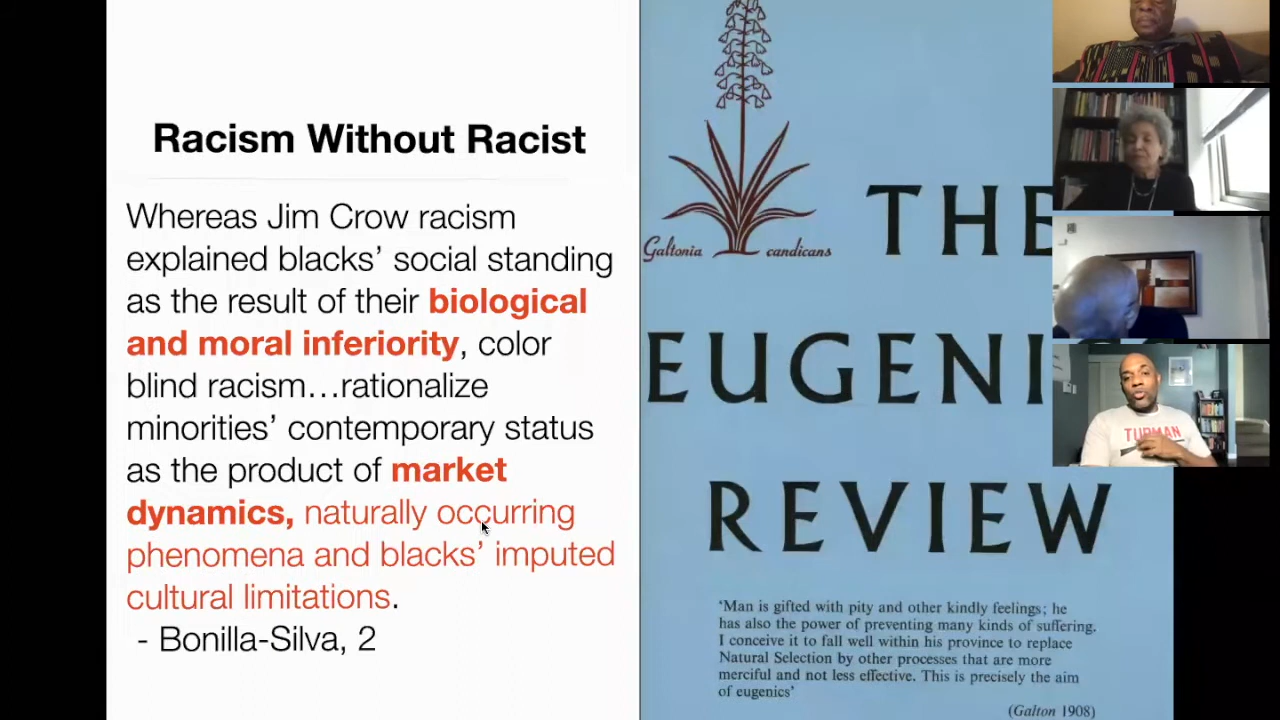 Racism Without Racist
Whereas Jim Crow racism
explained blacks’ social standing
as the result of their biological
and moral inferiority, color
blind racism…rationalize
minorities’ contemporary status
as the product of market
dynamics, naturally occurring
phenomena and blacks’ imputed
cultural limitations.
- Bonilla-Silva, 2
Galtonia candicans
THE
EUGENI
REVIEW
‘Man is gifted with pity and other kindly feelings; he
has also the power of preventing many kinds of suffering.
I conceive it to fall well within his province to replace
Natural Selection by other processes that are more
merciful and not less effective. This is precisely the aim
of eugenics’
(Galton 1908)